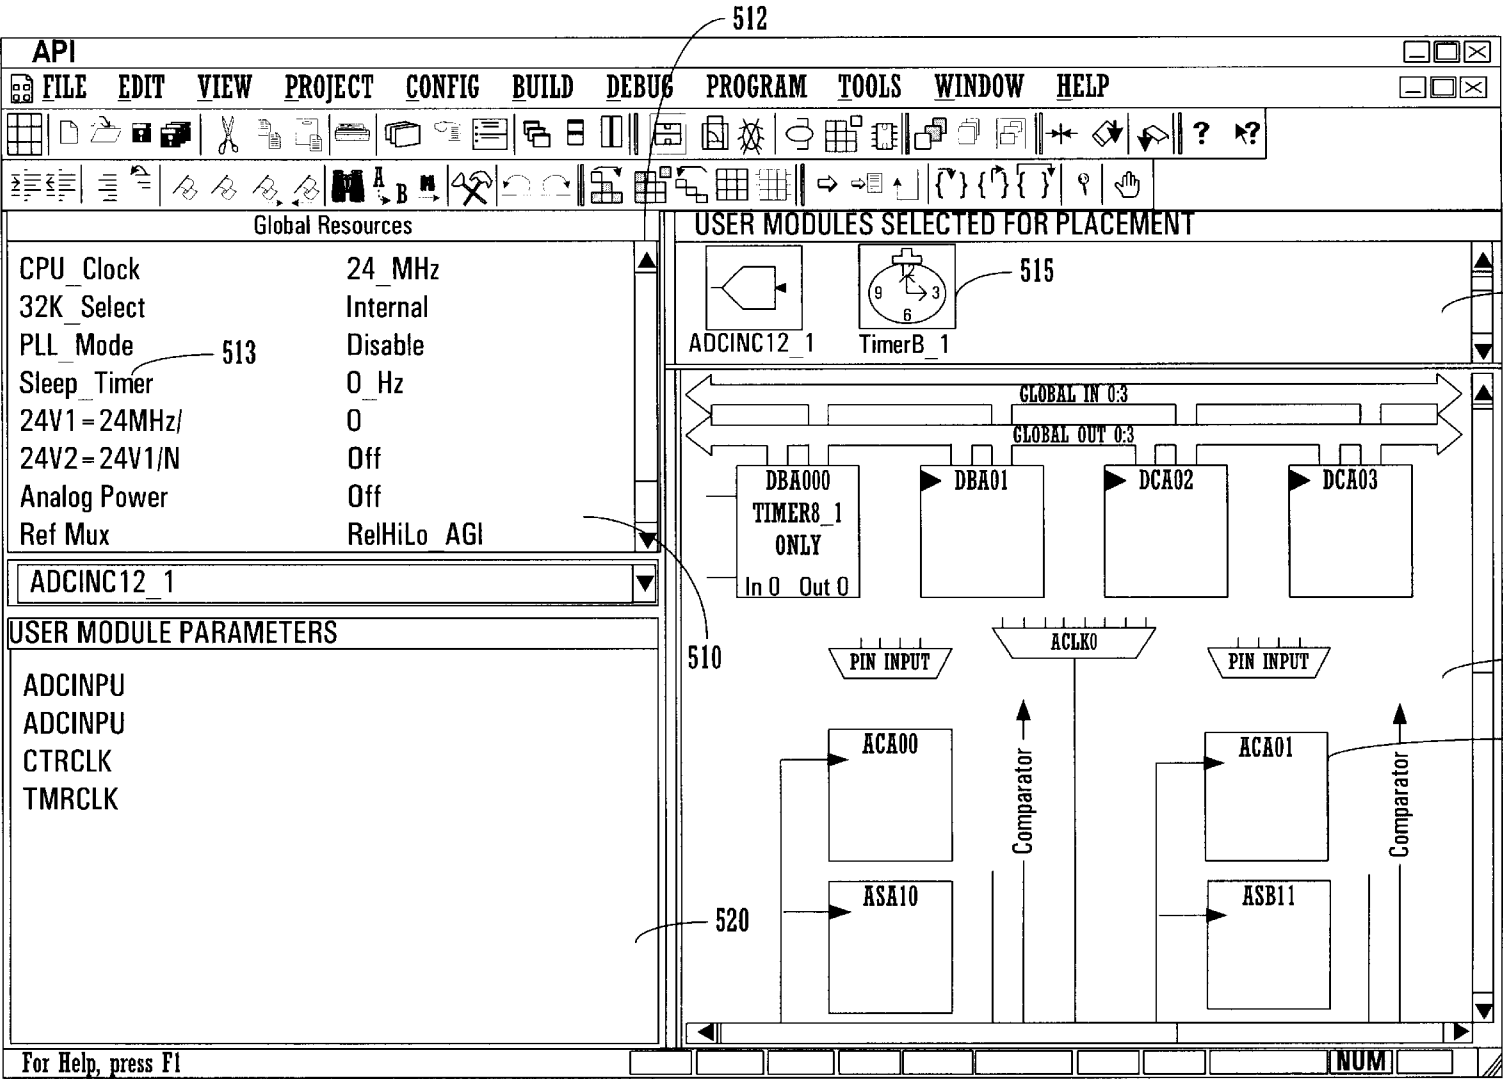 512
API
FILE EDIT VIEW PROJECT CONFIG BUILD DEBUG PROGRAM TOOLS WINDOW HELP
? ?
A B
Global Resources
CPU_Clock 24_MHz
32K_Select Internal
PLL_Mode Disable
513
Sleep_Timer 0_Hz
24V1=24MHz/ 0
24V2=24V1/N Off
Analog Power Off
Ref Mux RelHiLo_AGI
510
ADCINC12_1
USER MODULE PARAMETERS
ADCINPU
ADCINPU
CTRCLK
TMRCLK
520
USER MODULES SELECTED FOR PLACEMENT
12
9 3
6
515
ADCINC12_1 TimerB_1
GLOBAL IN 0:3
GLOBAL OUT 0:3
DBA000 DBA01 DCA02 DCA03
TIMER8_1
ONLY
In 0 Out 0
PIN INPUT ACLK0 PIN INPUT
ACA00 Comparator ACA01 Comparator
ASA10 ASB11
For Help, press F1 NUM